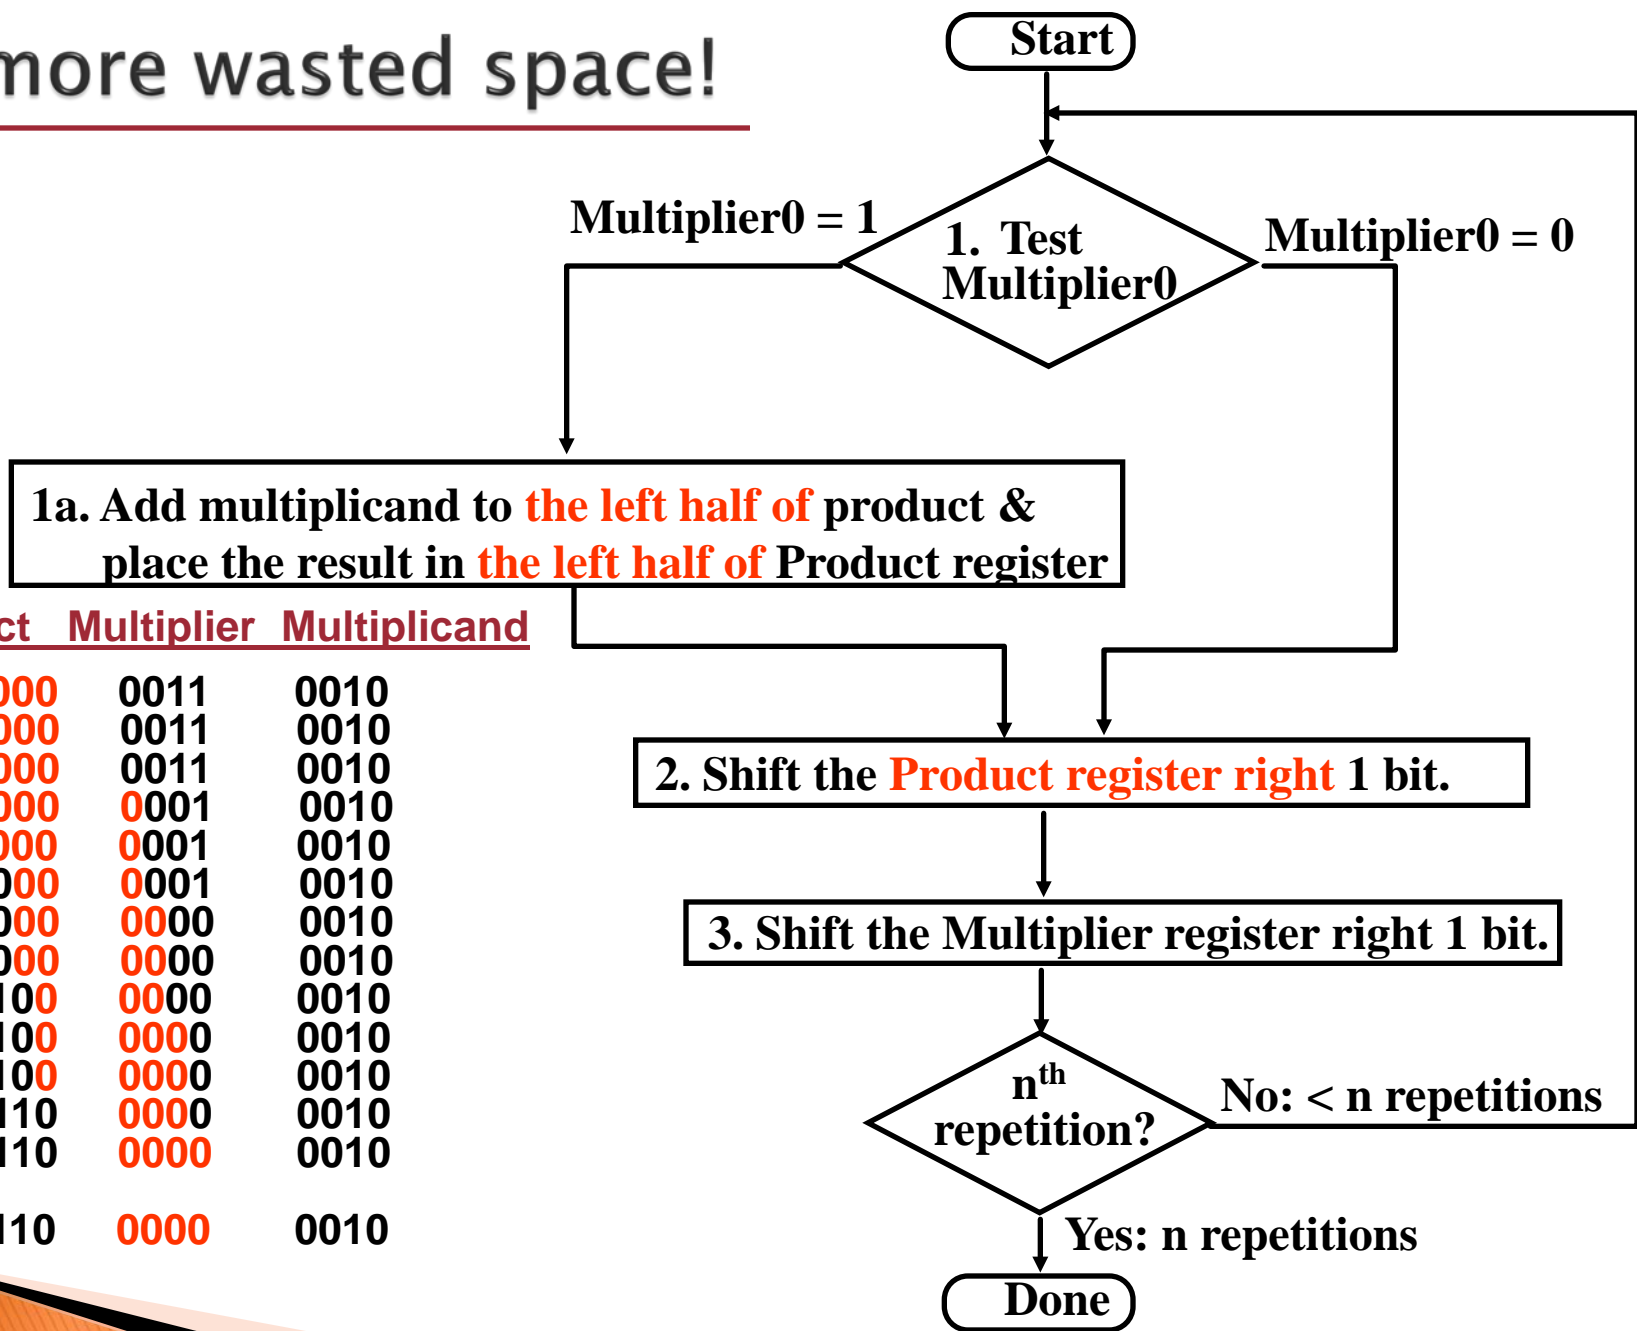 more wasted space!
Start
Multiplier0 = 1
1. Test
Multiplier0
Multiplier0 = 0
1a. Add multiplicand to the left half of product &
place the result in the left half of Product register
ct Multiplier Multiplicand
000 0011 0010
000 0011 0010
000 0011 0010
000 0001 0010
000 0001 0010
000 0001 0010
000 0000 0010
000 0000 0010
100 0000 0010
100 0000 0010
100 0000 0010
110 0000 0010
110 0000 0010
110 0000 0010
2. Shift the Product register right 1 bit.
3. Shift the Multiplier register right 1 bit.
nth
repetition?
No: < n repetitions
Yes: n repetitions
Done